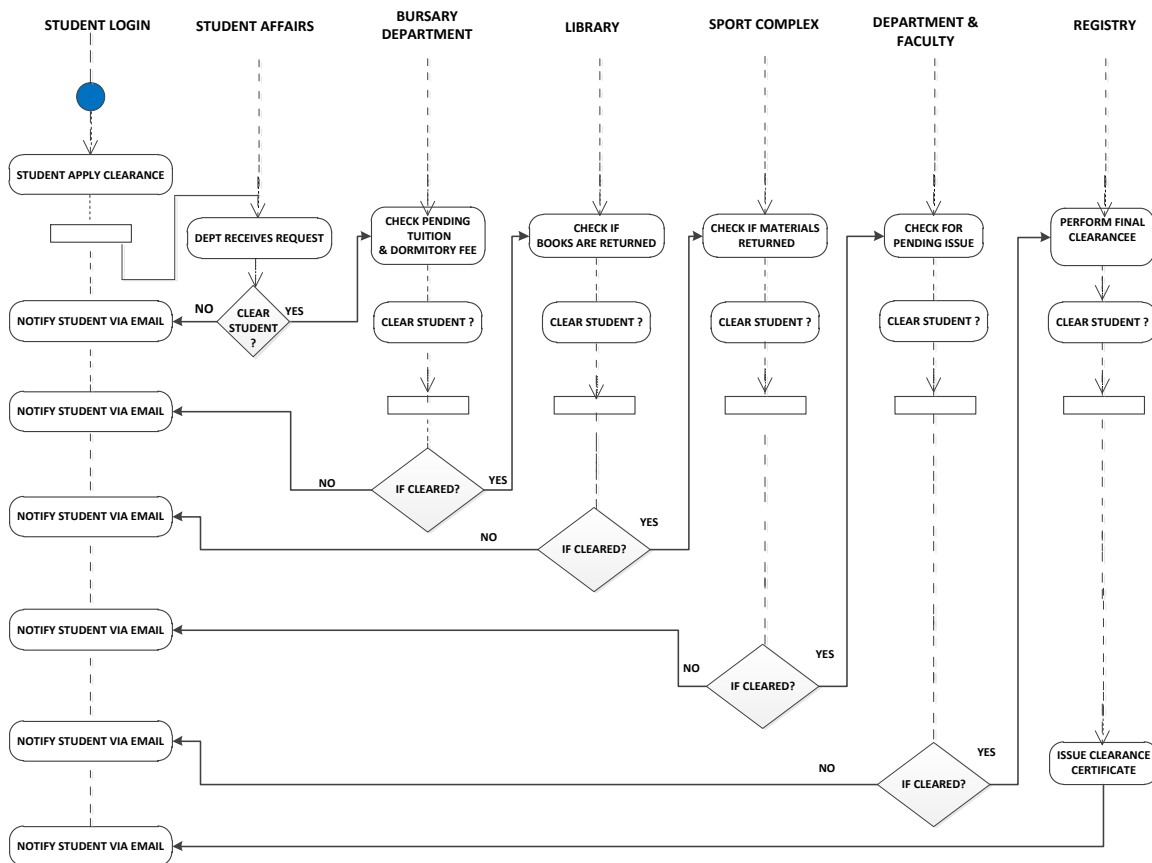 STUDENT LOGIN
STUDENT AFFAIRS
BURSARY
DEPARTMENT
LIBRARY
SPORT COMPLEX
DEPARTMENT &
FACULTY
REGISTRY
STUDENT APPLY CLEARANCE
DEPT RECEIVES REQUEST
CHECK PENDING
TUITION
& DORMITORY FEE
CHECK IF
BOOKS ARE RETURNED
CHECK IF MATERIALS
RETURNED
CHECK FOR
PENDING ISSUE
PERFORM FINAL
CLEARANCEE
NOTIFY STUDENT VIA EMAIL
NO
CLEAR
STUDENT
?
YES
CLEAR STUDENT ?
CLEAR STUDENT ?
CLEAR STUDENT ?
CLEAR STUDENT ?
CLEAR STUDENT ?
NOTIFY STUDENT VIA EMAIL
NO
IF CLEARED?
YES
NOTIFY STUDENT VIA EMAIL
NO
IF CLEARED?
YES
NOTIFY STUDENT VIA EMAIL
NO
IF CLEARED?
YES
NOTIFY STUDENT VIA EMAIL
NO
IF CLEARED?
YES
ISSUE CLEARANCE
CERTIFICATE
NOTIFY STUDENT VIA EMAIL